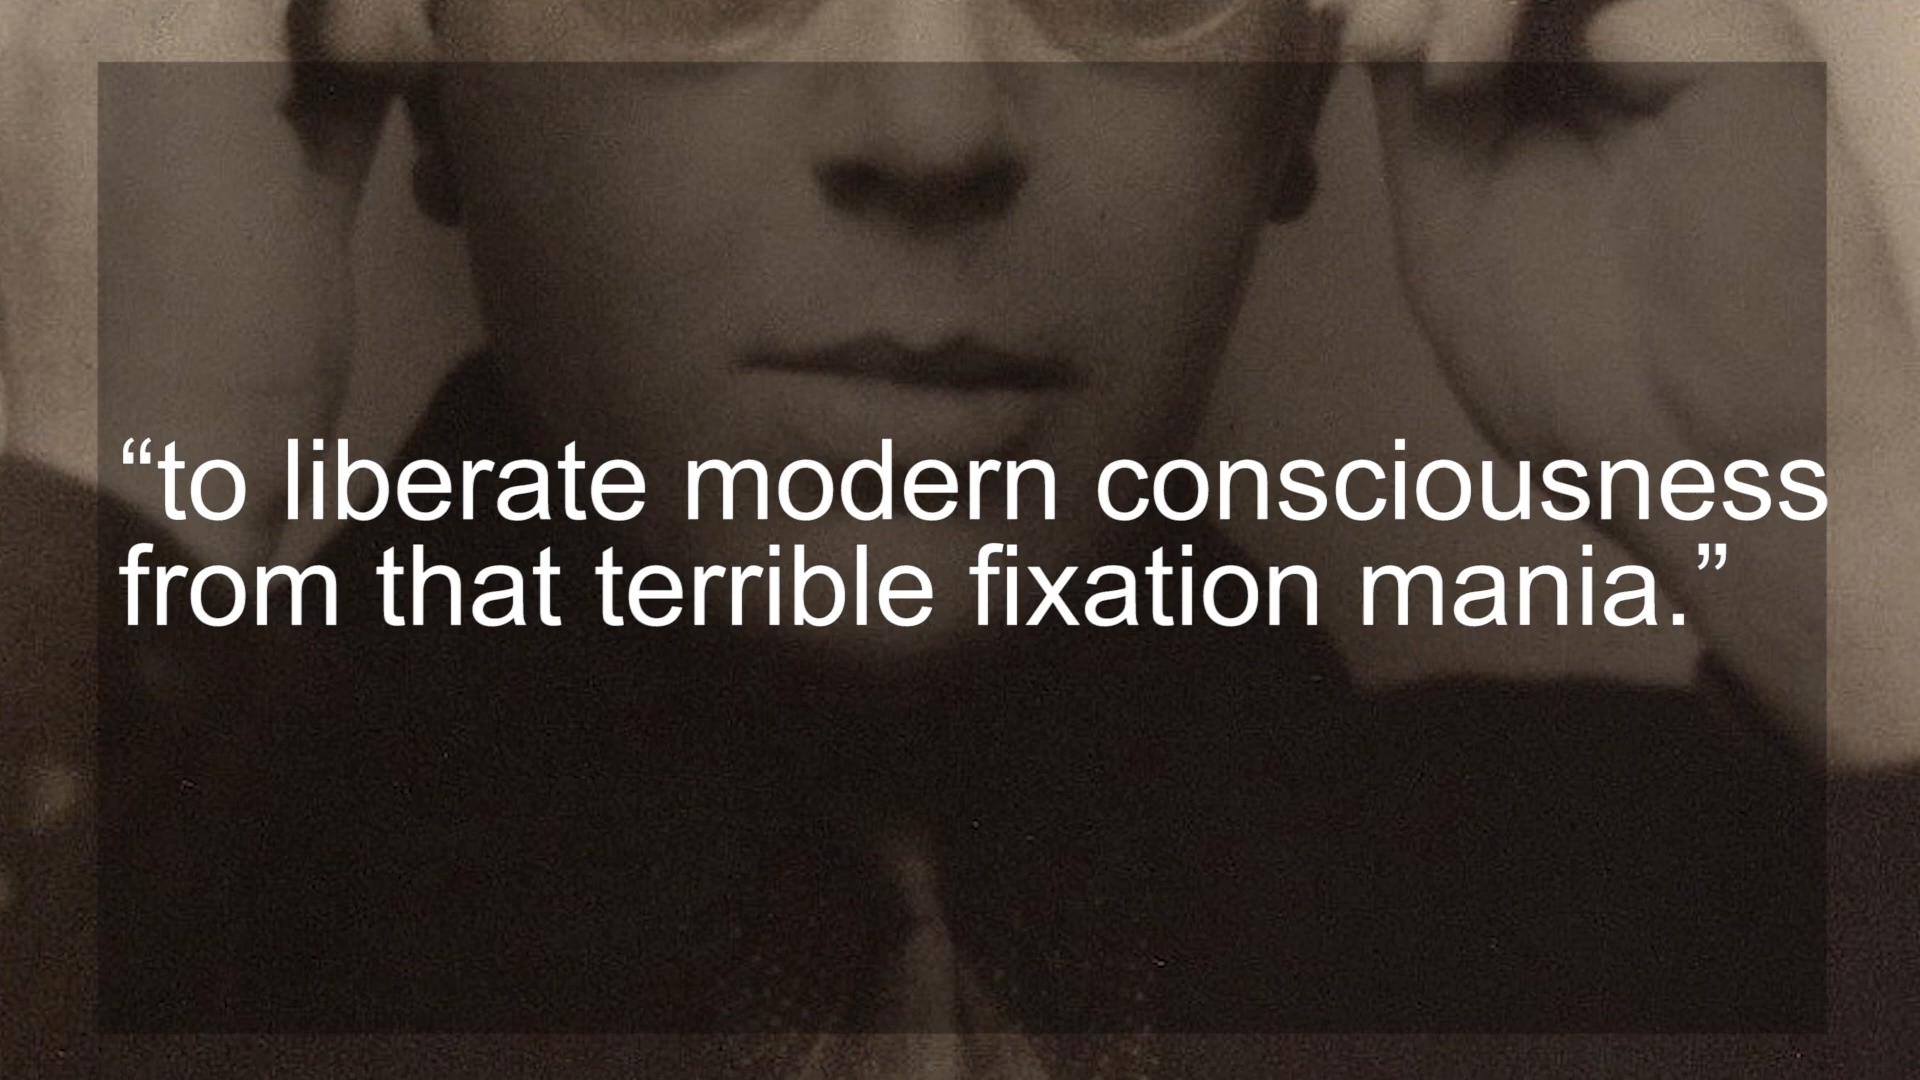 “to liberate modern consciousness
from that terrible fixation mania.”